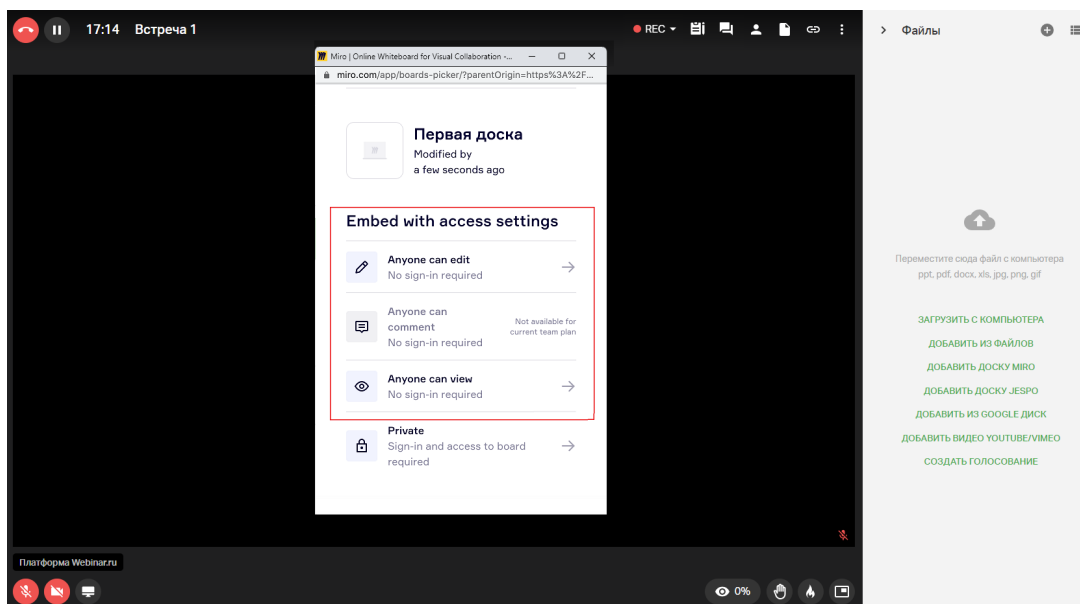 17:14 Встреча 1
REC
Файлы
Miro | Online Whiteboard for Visual Collaboration -...
miro.com/app/boards-picker/?parentOrigin=https%3A%2F...
Первая доска
Modified by
a few seconds ago
Embed with access settings
Anyone can edit
No sign-in required
Anyone can
comment
No sign-in required
Not available for
current team plan
Anyone can view
No sign-in required
Private
Sign-in and access to board
required
Переместите сюда файл с компьютера
ppt, pdf, docx, xls, jpg, png, gif
ЗАГРУЗИТЬ С КОМПЬЮТЕРА
ДОБАВИТЬ ИЗ ФАЙЛОВ
ДОБАВИТЬ ДОСКУ MIRO
ДОБАВИТЬ ДОСКУ JESPO
ДОБАВИТЬ ИЗ GOOGLE ДИСК
ДОБАВИТЬ ВИДЕО YOUTUBE/VIMEO
СОЗДАТЬ ГОЛОСОВАНИЕ
Платформа Webinar.ru
0%